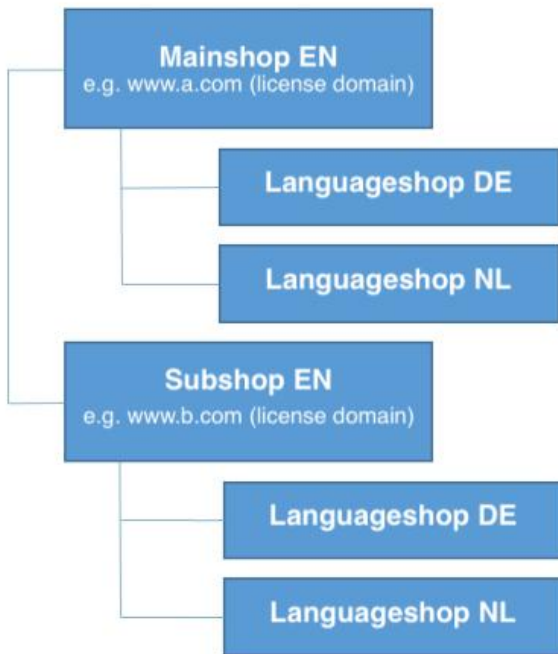 Mainshop EN
e.g. www.a.com (license domain)
Languageshop DE
Languageshop NL
Subshop EN
e.g. www.b.com (license domain)
Languageshop DE
Languageshop NL